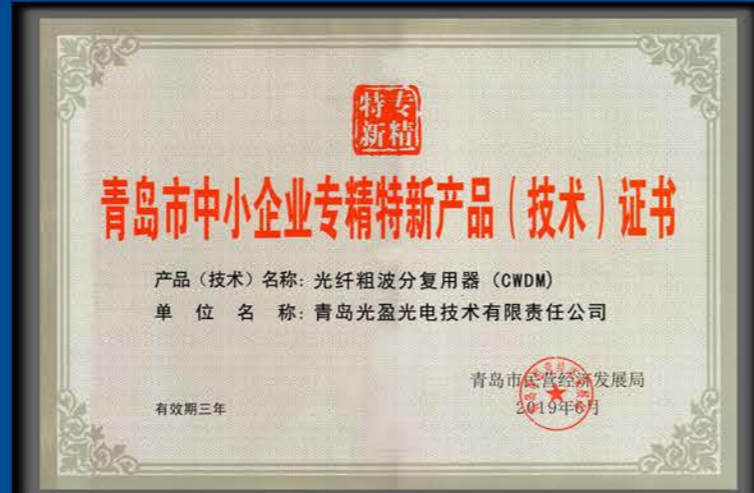 专精特新
青岛市中小企业专精特新产品（技术）证书
产品（技术）名称：光纤粗波分复用器（CWDM）
单位名称：青岛光盈光电技术有限责任公司
青岛市民营经济发展局
有效期三年
2019年6月